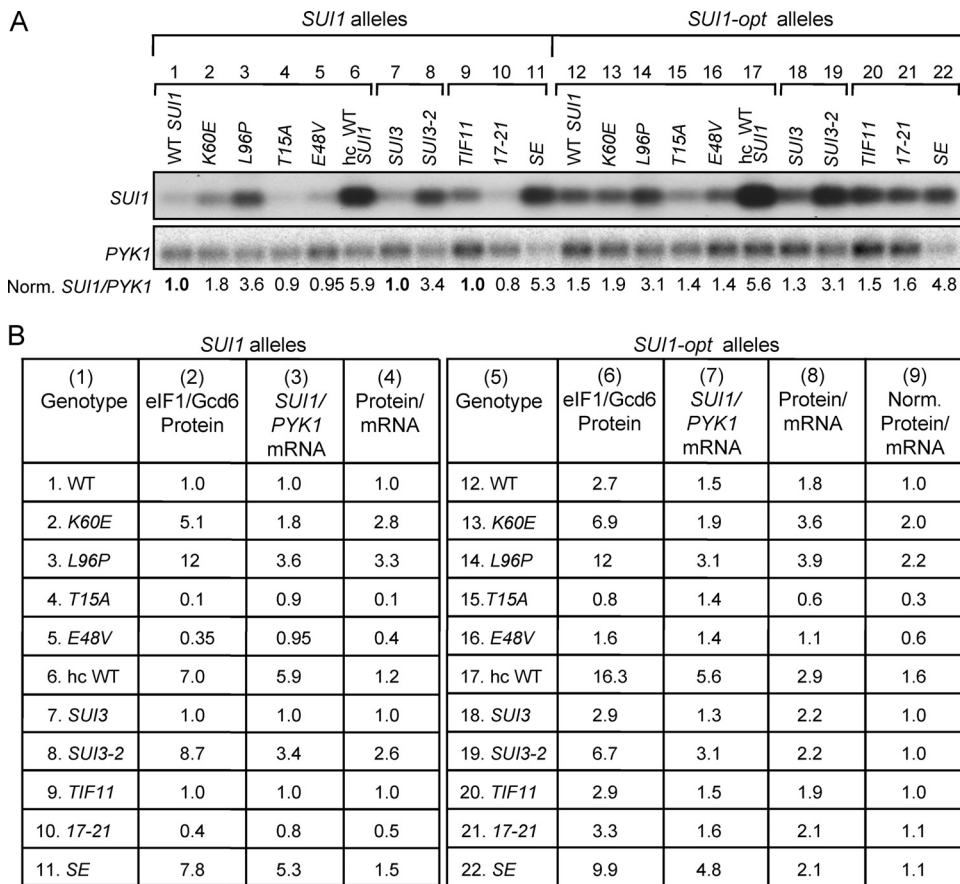 A
SUI1 alleles SUI1-opt alleles
1 2 3 4 5 6 7 8 9 10 11 12 13 14 15 16 17 18 19 20 21 22
WT SUI1 K60E L96P T15A E48V hc WT SUI1 SUI3 SUI3-2 TIF11 17-21 SE WT SUI1 K60E L96P T15A E48V hc WT SUI1 SUI3 SUI3-2 TIF11 17-21 SE
SUI1
PYK1
Norm. SUI1/PYK1 1.0 1.8 3.6 0.9 0.95 5.9 1.0 3.4 1.0 0.8 5.3 1.5 1.9 3.1 1.4 1.4 5.6 1.3 3.1 1.5 1.6 4.8
B
SUI1 alleles SUI1-opt alleles
(1) (2) (3) (4) (5) (6) (7) (8) (9)
Genotype eIF1/Gcd6 SUI1/ Protein/ Genotype eIF1/Gcd6 SUI1/ Protein/ Norm.
Protein PYK1 mRNA Protein PYK1 mRNA Protein/
mRNA mRNA mRNA
1. WT 1.0 1.0 1.0 12. WT 2.7 1.5 1.8 1.0
2. K60E 5.1 1.8 2.8 13. K60E 6.9 1.9 3.6 2.0
3. L96P 12 3.6 3.3 14. L96P 12 3.1 3.9 2.2
4. T15A 0.1 0.9 0.1 15.T15A 0.8 1.4 0.6 0.3
5. E48V 0.35 0.95 0.4 16. E48V 1.6 1.4 1.1 0.6
6. hc WT 7.0 5.9 1.2 17. hc WT 16.3 5.6 2.9 1.6
7. SUI3 1.0 1.0 1.0 18. SUI3 2.9 1.3 2.2 1.0
8. SUI3-2 8.7 3.4 2.6 19. SUI3-2 6.7 3.1 2.2 1.0
9. TIF11 1.0 1.0 1.0 20. TIF11 2.9 1.5 1.9 1.0
10. 17-21 0.4 0.8 0.5 21. 17-21 3.3 1.6 2.1 1.1
11. SE 7.8 5.3 1.5 22. SE 9.9 4.8 2.1 1.1